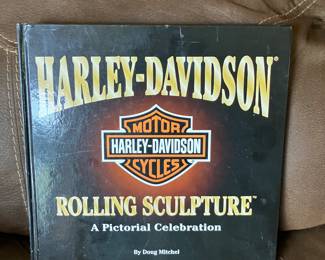 HARLEY-DAVIDSON®
MOTOR
HARLEY-DAVIDSON
CYCLES
ROLLING SCULPTURE™
A Pictorial Celebration
By Doug Mitchel